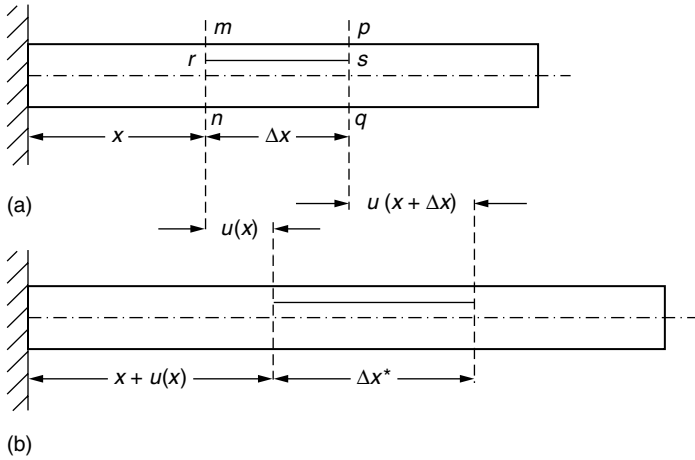 m p
r s
n q
x Δx
(a)
u (x + Δx)
u(x)
x + u(x) Δx*
(b)